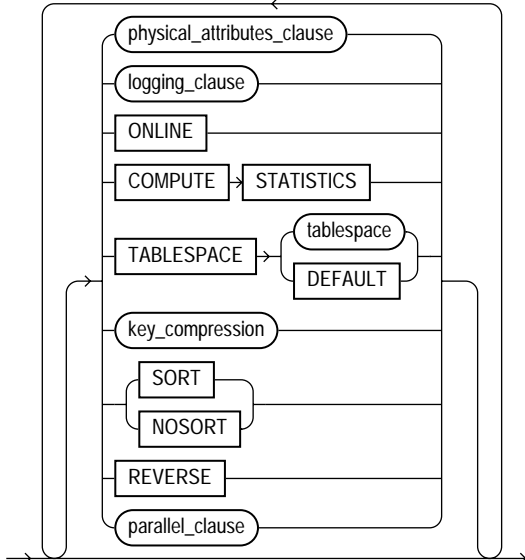 physical_attributes_clause
logging_clause
ONLINE
COMPUTE STATISTICS
tablespace
TABLESPACE
DEFAULT
key_compression
SORT
NOSORT
REVERSE
parallel_clause